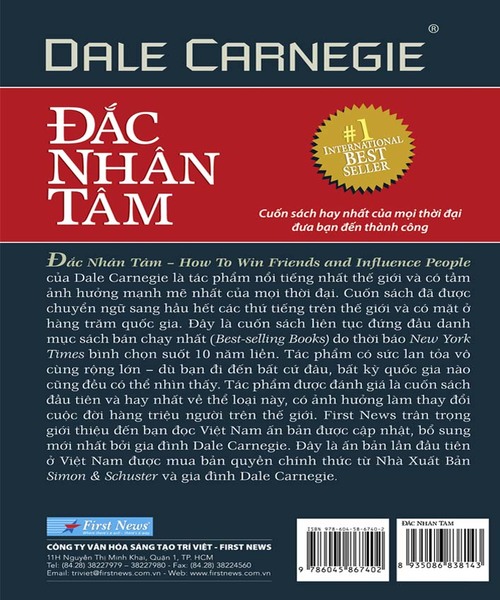 DALE CARNEGIE®
ĐẮC
NHÂN
TÂM
#1
INTERNATIONAL
BEST
SELLER
Cuốn sách hay nhất của mọi thời đại
đưa bạn đến thành công
Đắc Nhân Tâm – How To Win Friends and Influence People
của Dale Carnegie là tác phẩm nổi tiếng nhất thế giới và có tầm
ảnh hưởng mạnh mẽ nhất của mọi thời đại. Cuốn sách đã được
chuyển ngữ sang hầu hết các thứ tiếng trên thế giới và có mặt ở
hàng trăm quốc gia. Đây là cuốn sách liên tục đứng đầu danh
mục sách bán chạy nhất (Best-selling Books) do thời báo New York
Times bình chọn suốt 10 năm liền. Tác phẩm có sức lan tỏa vô
cùng rộng lớn – dù bạn đi đến bất cứ đâu, bất kỳ quốc gia nào
cũng đều có thể nhìn thấy. Tác phẩm được đánh giá là cuốn sách
đầu tiên và hay nhất về thể loại này, có ảnh hưởng làm thay đổi
cuộc đời hàng triệu người trên thế giới. First News trân trọng
giới thiệu đến bạn đọc Việt Nam ấn bản được cập nhật, bổ sung
mới nhất bởi gia đình Dale Carnegie. Đây là ấn bản lần đầu tiên
ở Việt Nam được mua bản quyền chính thức từ Nhà Xuất Bản
Simon & Schuster và gia đình Dale Carnegie.
First News
CÔNG TY VĂN HÓA SÁNG TẠO TRÍ VIỆT - FIRST NEWS
11H Nguyễn Thị Minh Khai, Quận 1, TP. HCM
Tel: (84.28) 38227979 - 38227980 - Fax: (84.28) 38224560
Email: triviet@firstnews.com.vn - Web: www.firstnews.com.vn
ISBN 978-604-58-6740-2
9 786045 867402
ĐẮC NHÂN TÂM
8 935086 838143